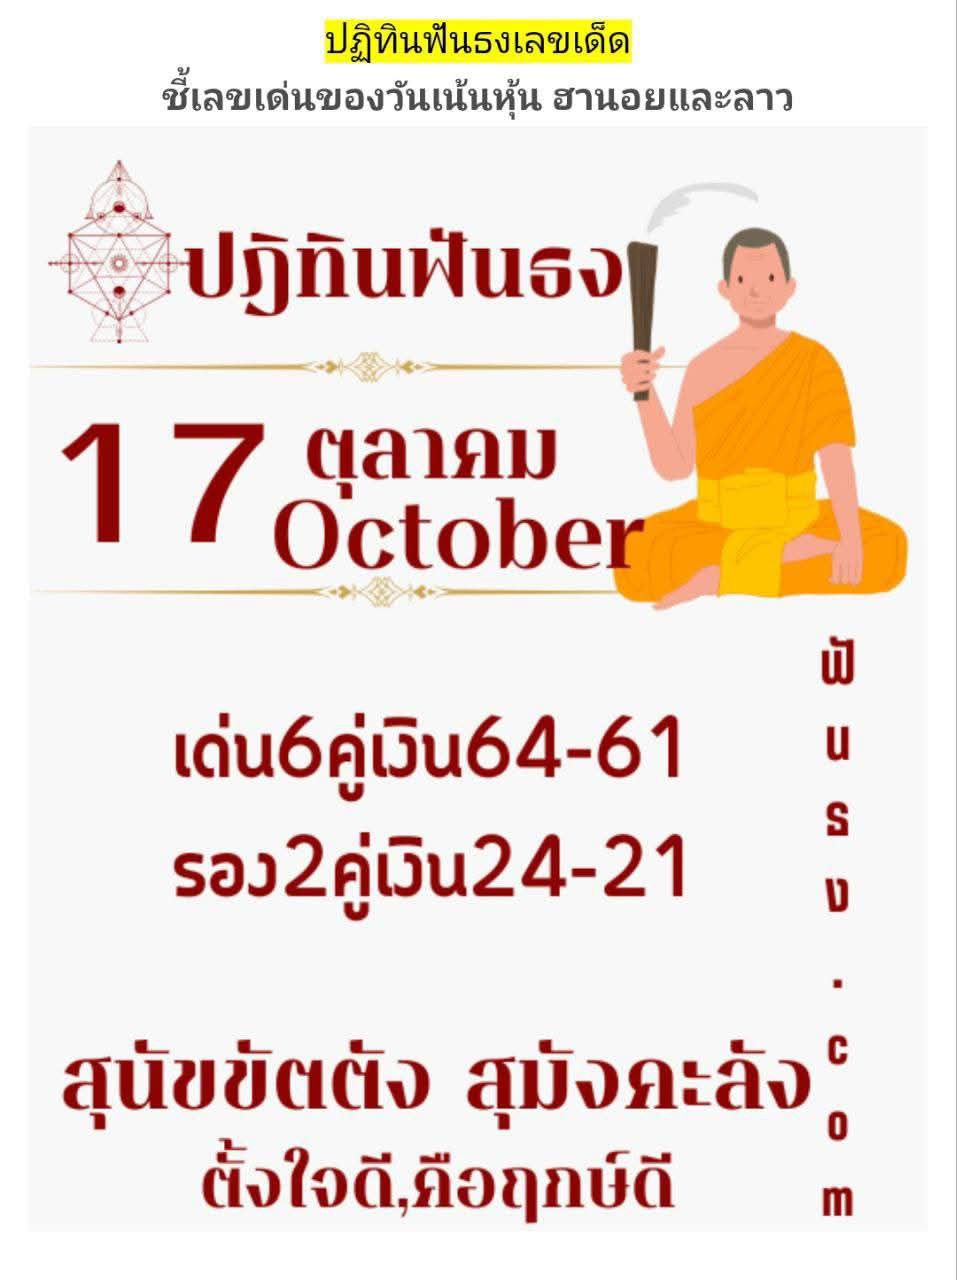 ปฏิทินฟันธงเลขเด็ด
ชี้เลขเด่นของวันเน้นหุ้น ฮานอยและลาว
ปฏิทินฟันธง
17 ตุลาคม
October
เด่น6คู่เงิน64-61
รอง2คู่เงิน24-21
สุนัขขัตตัง สุมังคะลัง
ตั้งใจดี,คือฤกษ์ดี
ฟันธง.com